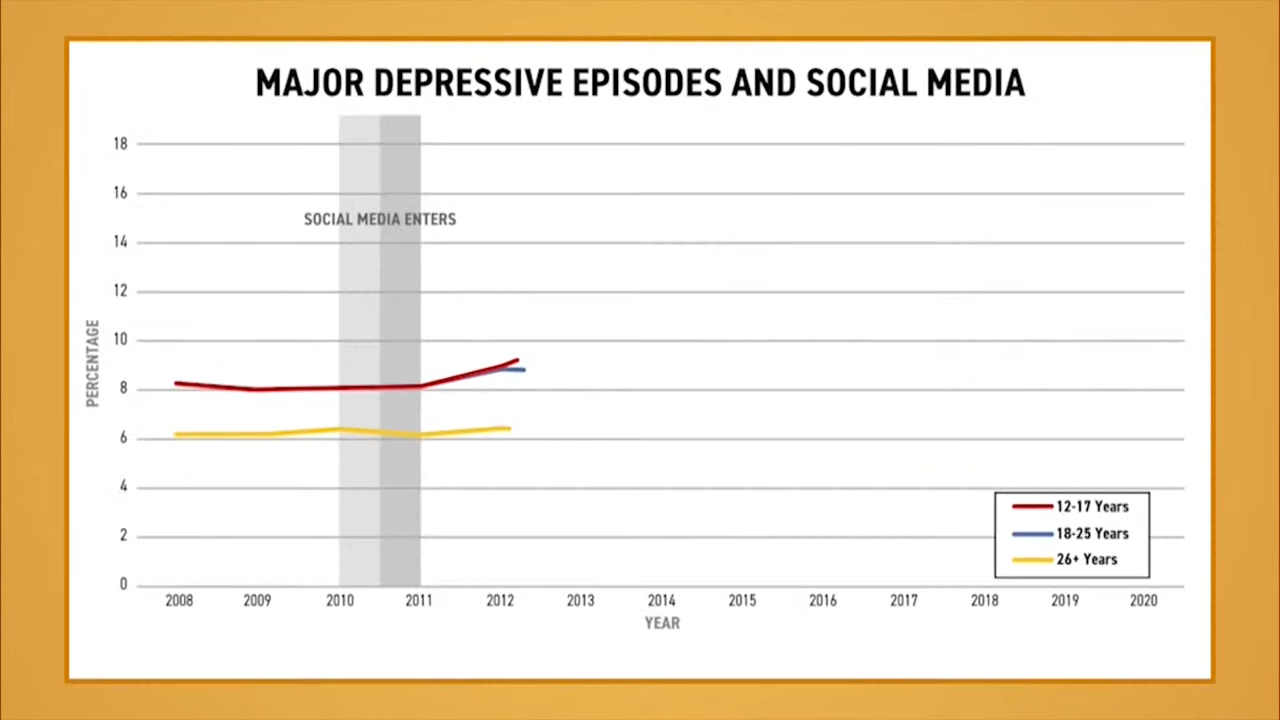 MAJOR DEPRESSIVE EPISODES AND SOCIAL MEDIA
18
16
SOCIAL MEDIA ENTERS
14
12
10
8
6
4
2
0
PERCENTAGE
12-17 Years
18-25 Years
26+ Years
2008 2009 2010 2011 2012 2013 2014 2015 2016 2017 2018 2019 2020
YEAR